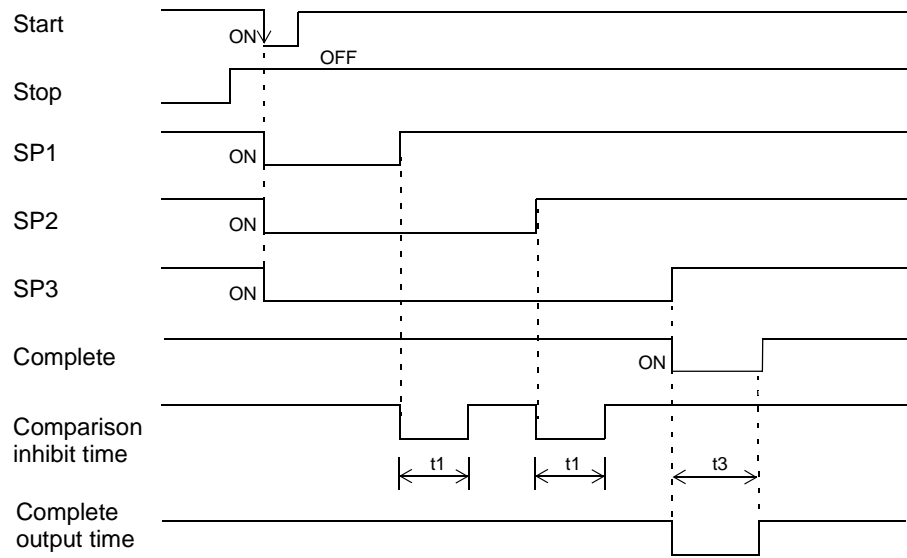 Start
ON
OFF
Stop
SP1
ON
SP2
ON
SP3
ON
Complete
ON
Comparison
inhibit time
t1
t1
t3
Complete
output time